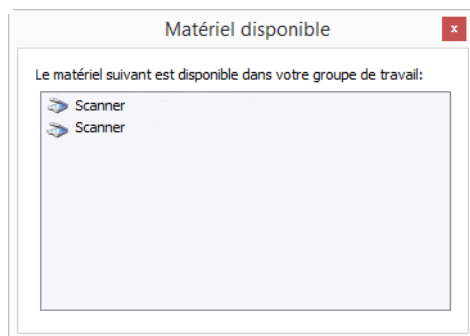 Matériel disponible
x
Le matériel suivant est disponible dans votre groupe de travail:
Scanner
Scanner